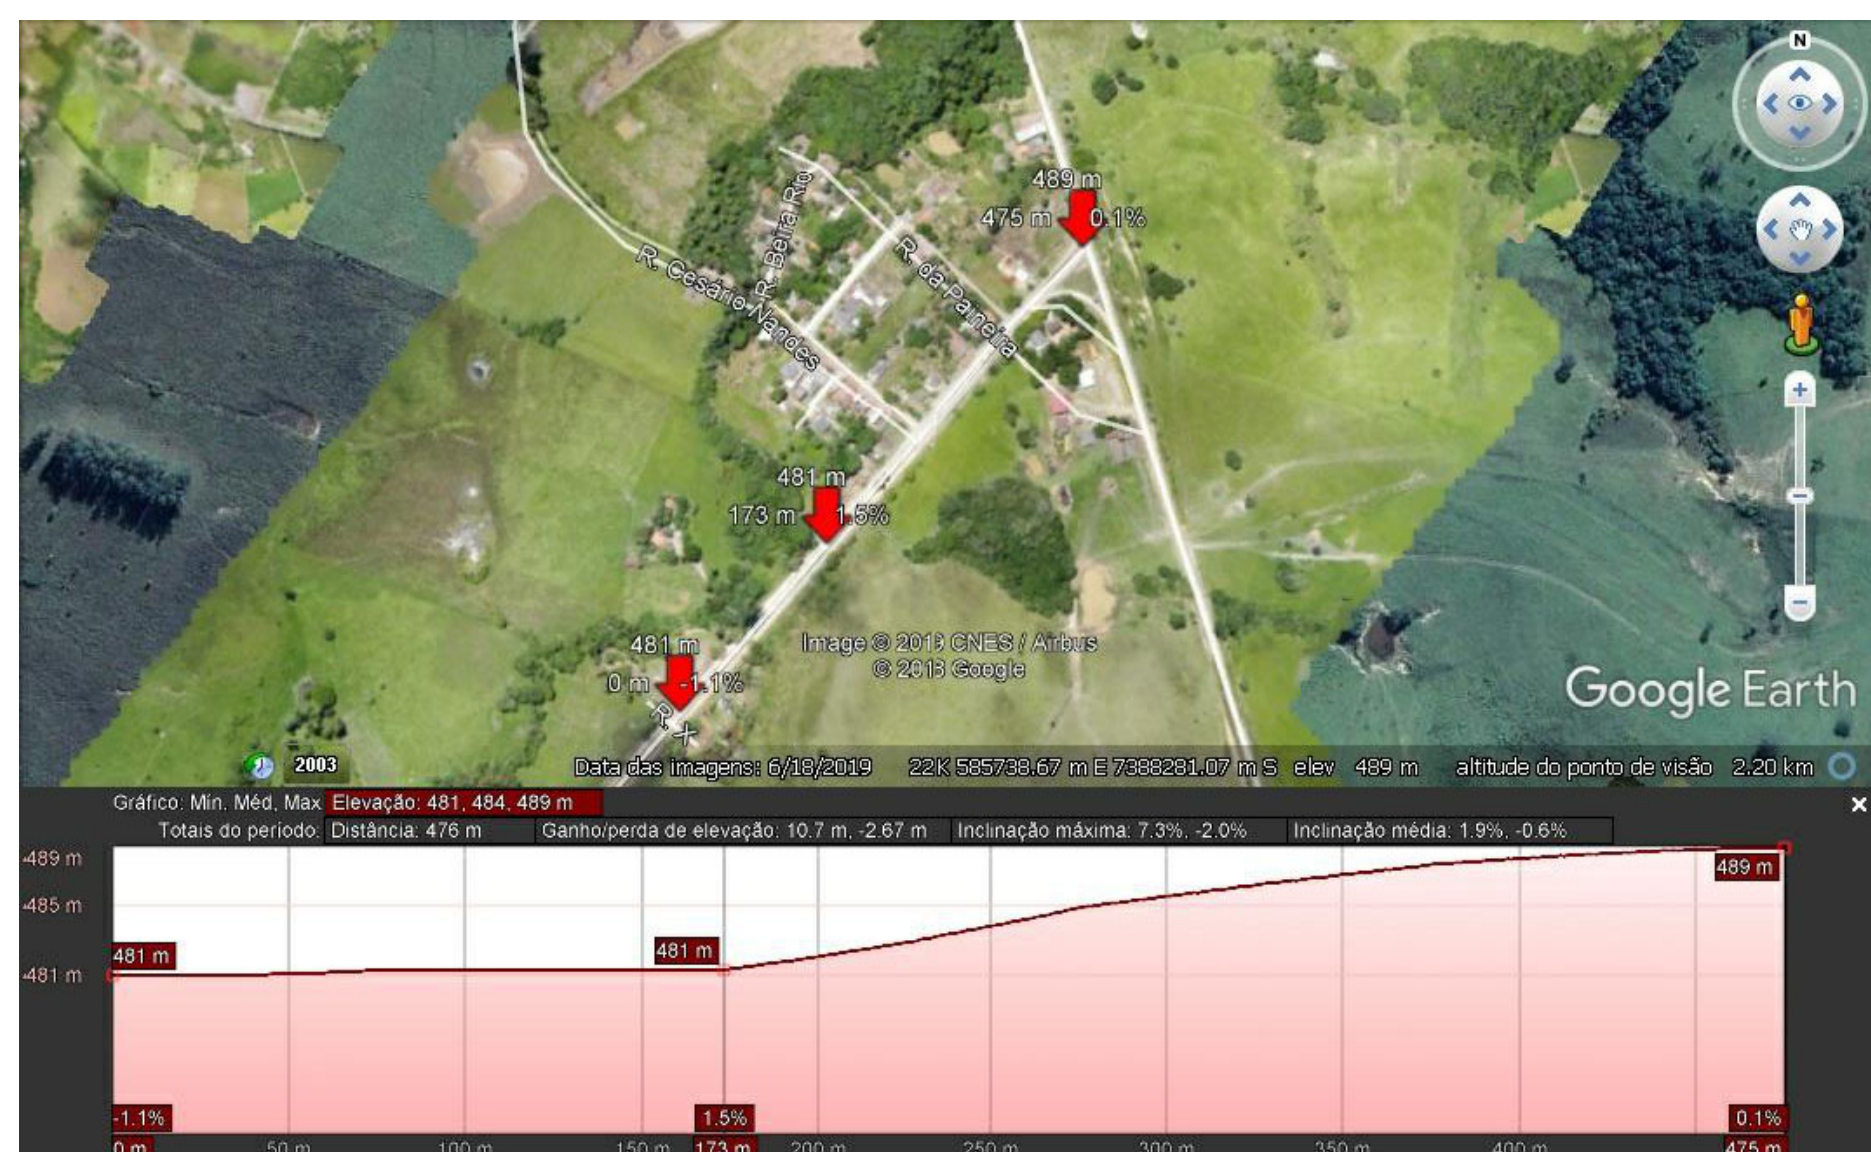 N
489 m
475 m 0.1%
R. Beira Rio
R. Cesário Nandes
R. da Paineira
481 m
173 m 1.5%
481 m
0 m -1.1%
R. X
Image © 2019 CNES / Airbus
© 2018 Google
Google Earth
2003
Data das imagens: 6/18/2019 22K 585738.67 m E 7388281.07 m S elev 489 m altitude do ponto de visão 2.20 km
Gráfico: Mín, Méd, Max Elevação: 481, 484, 489 m
Totais do período: Distância: 476 m Ganho/perda de elevação: 10.7 m, -2.67 m Inclinação máxima: 7.3%, -2.0% Inclinação média: 1.9%, -0.6%
489 m
489 m
485 m
481 m
481 m
481 m
-1.1% 1.5% 0.1%
0 m 50 m 100 m 150 m 173 m 200 m 250 m 300 m 350 m 400 m 475 m